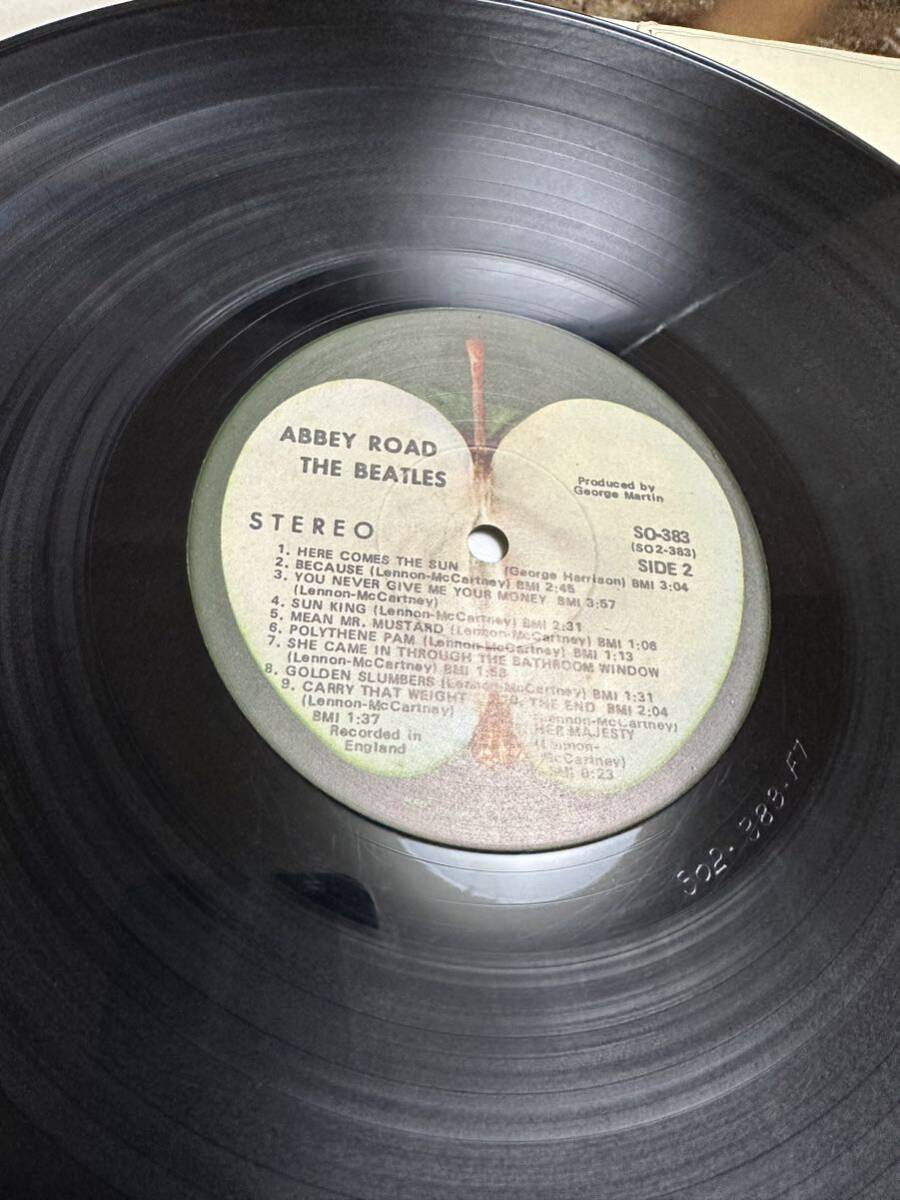 ABBEY ROAD
THE BEATLES
Produced by
George Martin
STEREO
SO-383
(SO2-383)
SIDE 2
1. HERE COMES THE SUN (George Harrison) BMI 3:04
2. BECAUSE (Lennon-McCartney) BMI 2:45
3. YOU NEVER GIVE ME YOUR MONEY BMI 3:57
(Lennon-McCartney)
4. SUN KING (Lennon-McCartney) BMI 2:31
5. MEAN MR. MUSTARD (Lennon-McCartney) BMI 1:06
6. POLYTHENE PAM (Lennon-McCartney) BMI 1:13
7. SHE CAME IN THROUGH THE BATHROOM WINDOW
(Lennon-McCartney) BMI 1:58
8. GOLDEN SLUMBERS (Lennon-McCartney) BMI 1:31
9. CARRY THAT WEIGHT
(Lennon-McCartney)
BMI 1:37
THE END BMI 2:04
(Lennon-McCartney)
HER MAJESTY
(Lennon-
McCartney)
BMI 0:23
Recorded in
England
SO2-383-F7